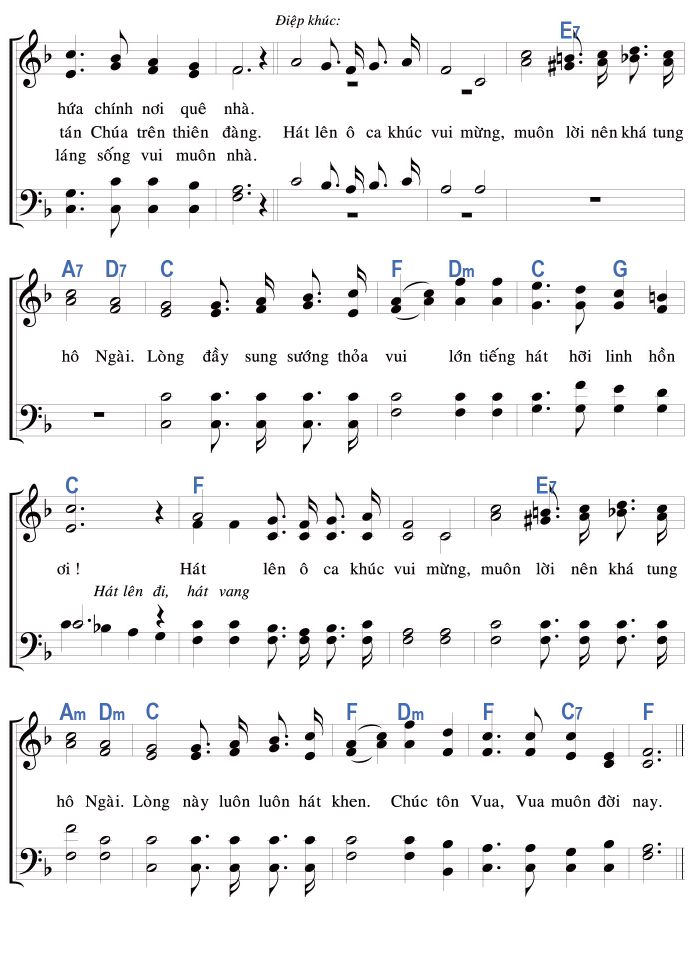 Điệp khúc:
E7
hứa chính nơi quê nhà.
tán Chúa trên thiên đàng. Hát lên ô ca khúc vui mừng, muôn lời nên khá tung
láng sống vui muôn nhà.
A7 D7 C F Dm C G
hô Ngài. Lòng đầy sung sướng thỏa vui lớn tiếng hát hỡi linh hồn
C F E7
ơi ! Hát lên ô ca khúc vui mừng, muôn lời nên khá tung
Hát lên đi, hát vang
Am Dm C F Dm F C7 F
hô Ngài. Lòng này luôn luôn hát khen. Chúc tôn Vua, Vua muôn đời nay.